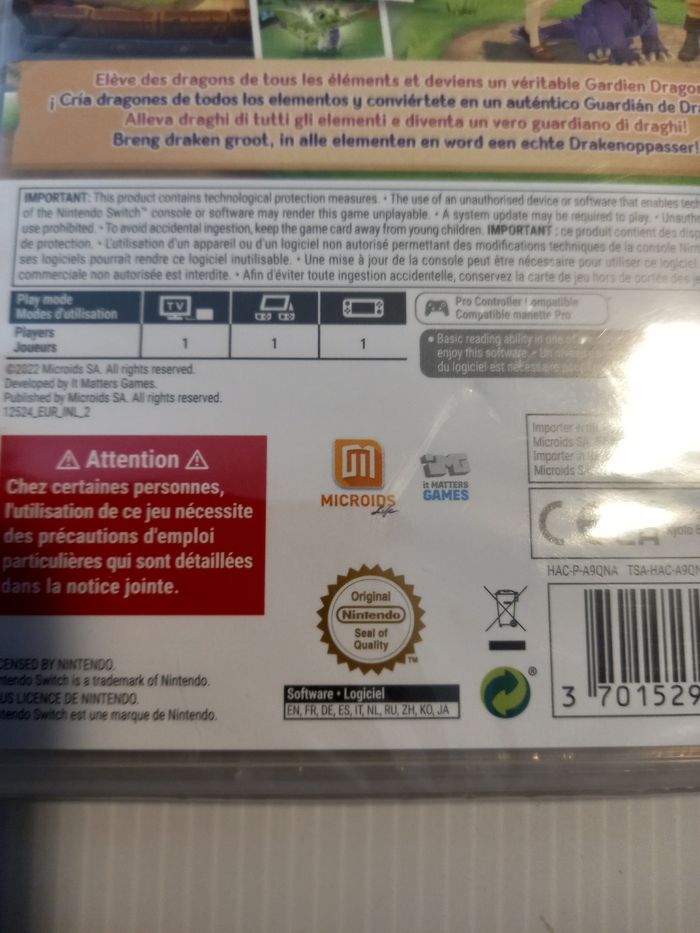 Elève des dragons de tous les éléments et deviens un véritable Gardien
¡ Cría dragones de todos los elementos y conviértete en un auténtico Guardián de
Alleva draghi di tutti gli elementi e diventa un vero guardiano di draghi!
Breng draken groot, in alle elementen en word een echte Drakenoppasser!
IMPORTANT: This product contains technological protection measures. • The use of an unauthorised device or software that enables
of the Nintendo Switch™ console or software may render this game unplayable. • A system update may be required to play. •
use prohibited. • To avoid accidental ingestion, keep the game card away from young children. IMPORTANT : ce produit contient des
de protection. • L'utilisation d'un appareil ou d'un logiciel non autorisé permettant des modifications techniques de la console
ses logiciels pourrait rendre ce logiciel inutilisable. • Une mise à jour de la console peut être nécessaire pour utiliser ce logiciel.
commerciale non autorisée est interdite. • Afin d'éviter toute ingestion accidentelle, conservez la carte de jeu hors de portée des
Play mode
Modes d'utilisation
TV
Players
Joueurs
1 1 1
Pro Controller Compatible
Compatible manette Pro
• Basic reading ability in one of
enjoy this software. • Un
du logiciel est nécessaire
©2022 Microids SA. All rights reserved.
Developed by It Matters Games.
Published by Microids SA. All rights reserved.
12524_EUR_INL_2
Attention
Chez certaines personnes,
l'utilisation de ce jeu nécessite
des précautions d'emploi
particulières qui sont détaillées
dans la notice jointe.
MICROIDS
Life
img
it MATTERS
GAMES
Importer
Microids SA
Importer in
Microids
CE
HAC-P-A9QNA
Original
Nintendo
Seal of
Quality
TM
CENSED BY NINTENDO.
ntendo Switch is a trademark of Nintendo.
US LICENCE DE NINTENDO.
ntendo Switch est une marque de Nintendo.
Software • Logiciel
EN, FR, DE, ES, IT, NL, RU, ZH, KO, JA
®
3 701529